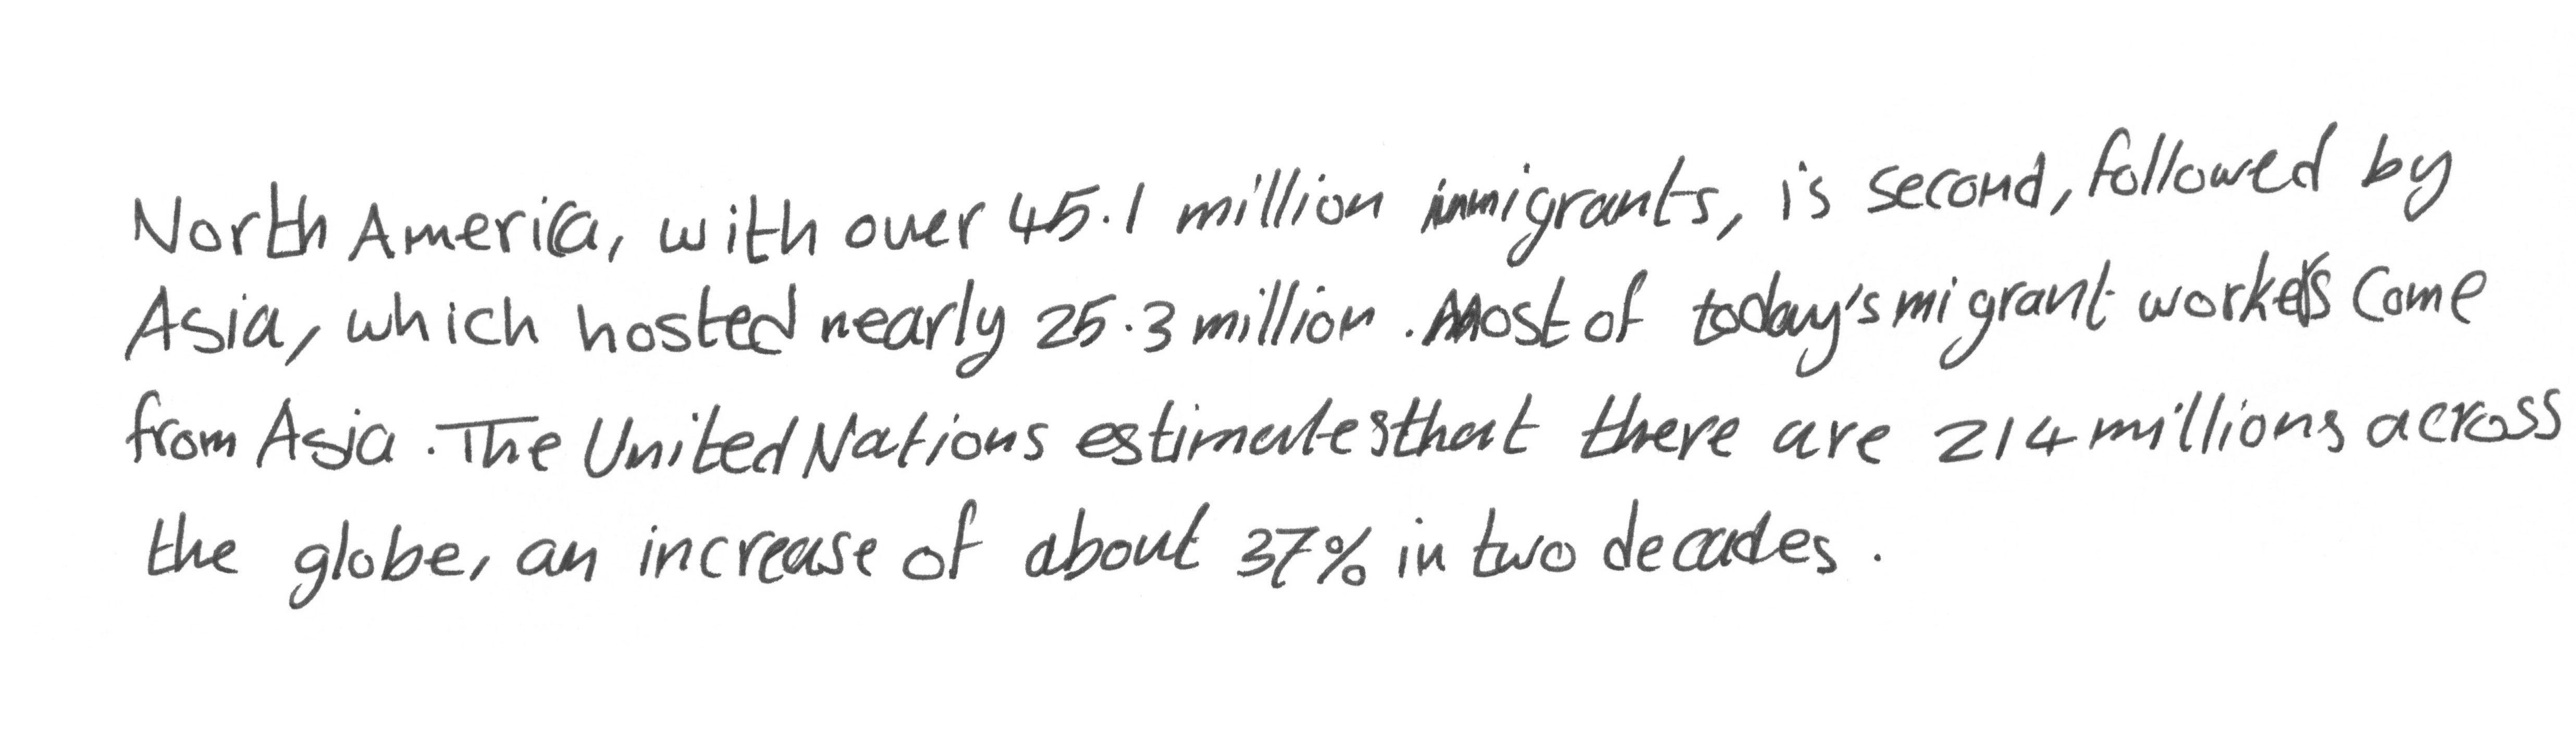 North America, with over 45.1 million immigrants, is second, followed by
Asia, which hosted nearly 25.3 million. Most of today's migrant workers come
from Asia. The United Nations estimates that there are 214 millions across
the globe, an increase of about 37% in two decades.